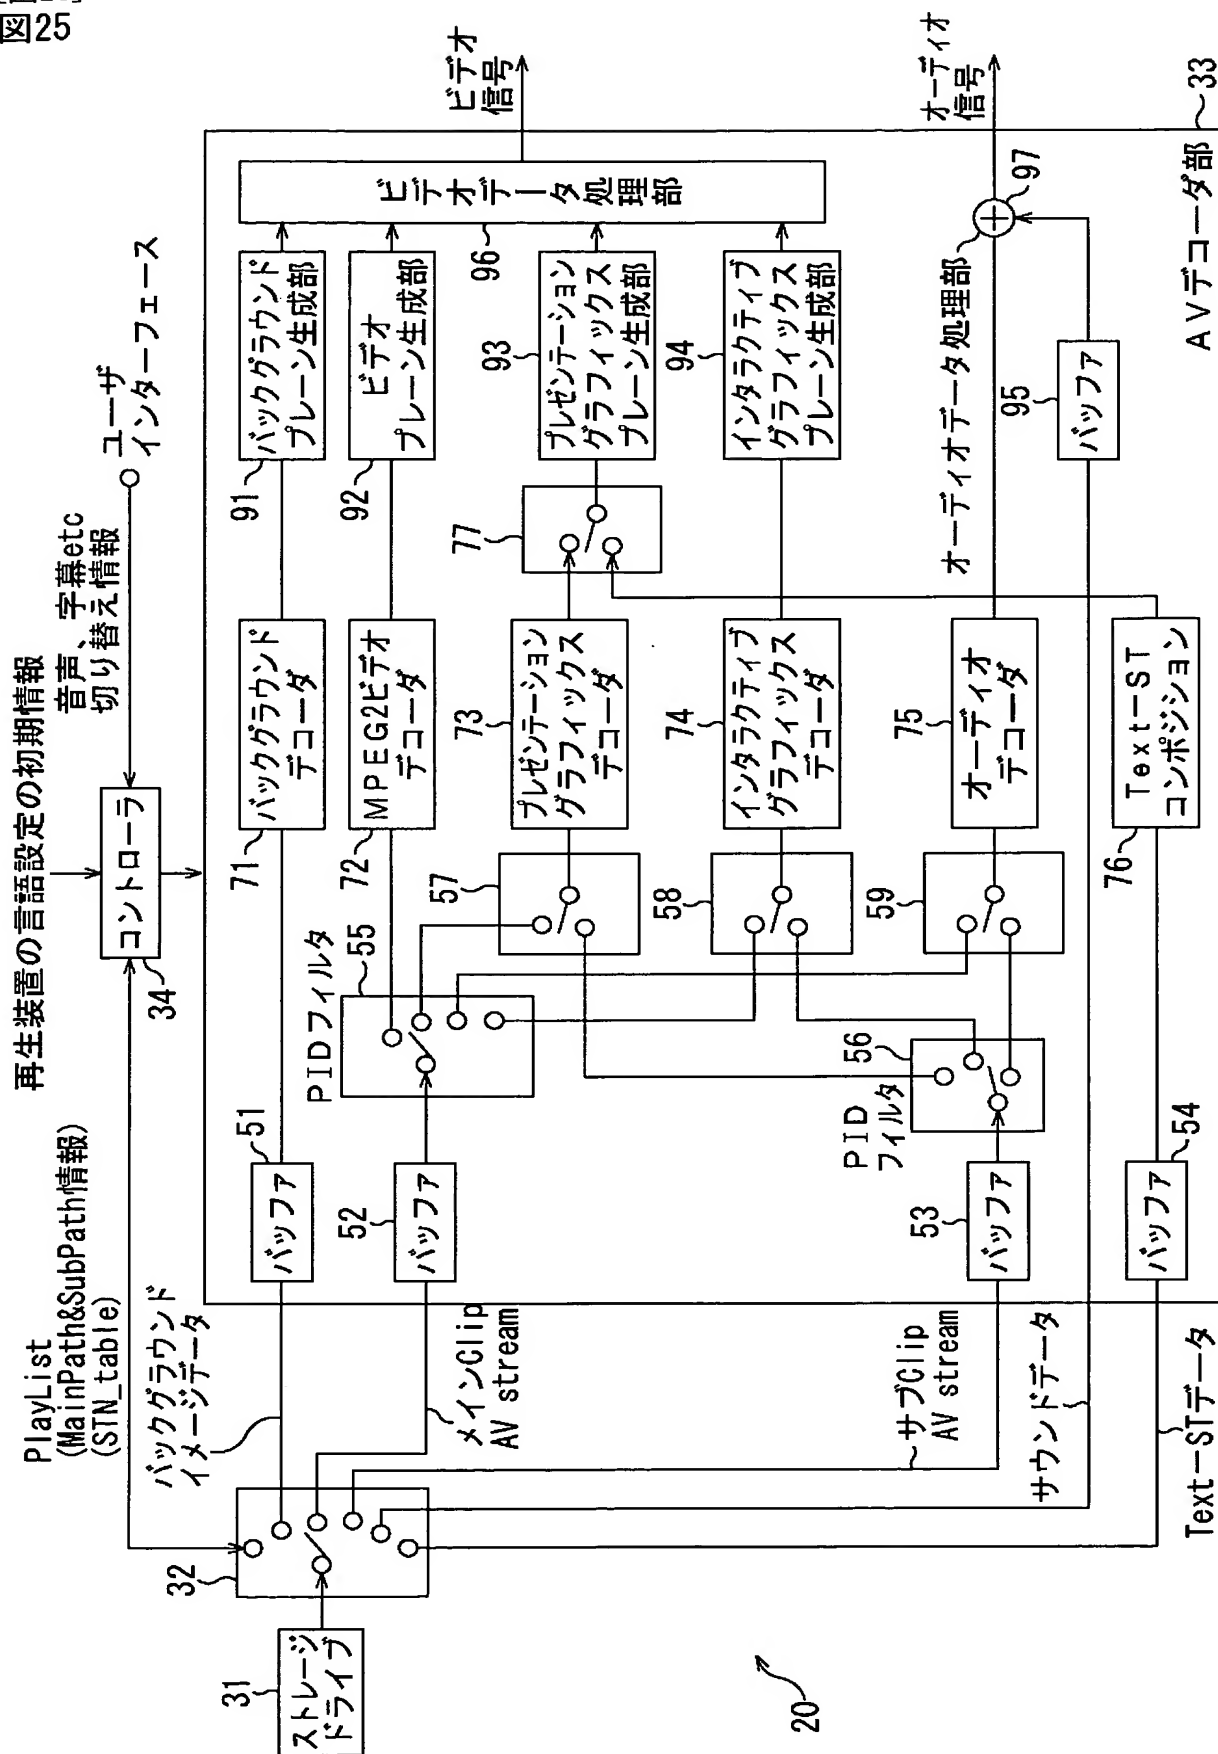 図25
再生装置の言語設定の初期情報
音声、字幕etc
切り替え情報
ユーザ
インターフェース
コントローラ
34
PlayList
(MainPath&SubPath情報)
(STN_table)
ストレージ
ドライブ
31
32
バックグラウンド
イメージデータ
メインClip
AV stream
サブClip
AV stream
サウンドデータ
Text-STデータ
バッファ
51
バッファ
52
バッファ
53
バッファ
54
PIDフィルタ
55
PID
フィルタ
56
57
58
59
バックグラウンド
デコーダ
71
MPEG2ビデオ
デコーダ
72
プレゼンテーション
グラフィックス
デコーダ
73
インタラクティブ
グラフィックス
デコーダ
74
オーディオ
デコーダ
75
Text-ST
コンポジション
76
77
バックグラウンド
プレーン生成部
91
ビデオ
プレーン生成部
92
プレゼンテーション
グラフィックス
プレーン生成部
93
インタラクティブ
グラフィックス
プレーン生成部
94
バッファ
95
ビデオデータ処理部
96
オーディオデータ処理部
97
ビデオ
信号
オーディオ
信号
AVデコーダ部
33
20